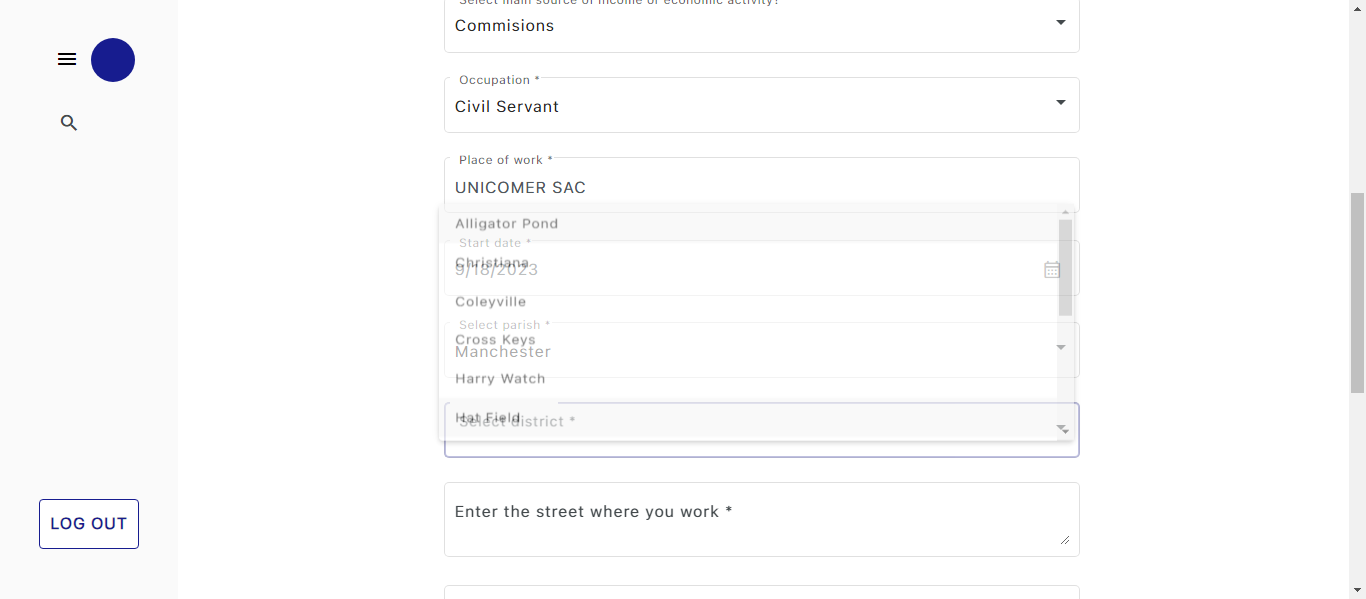 Select main source of income or economic activity?
Commisions
Occupation *
Civil Servant
Place of work *
UNICOMER SAC
Alligator Pond
Start date *
Christiana
9/18/2023
Coleyville
Select parish *
Cross Keys
Manchester
Harry Watch
Hat Field
Select district *
Enter the street where you work *
LOG OUT